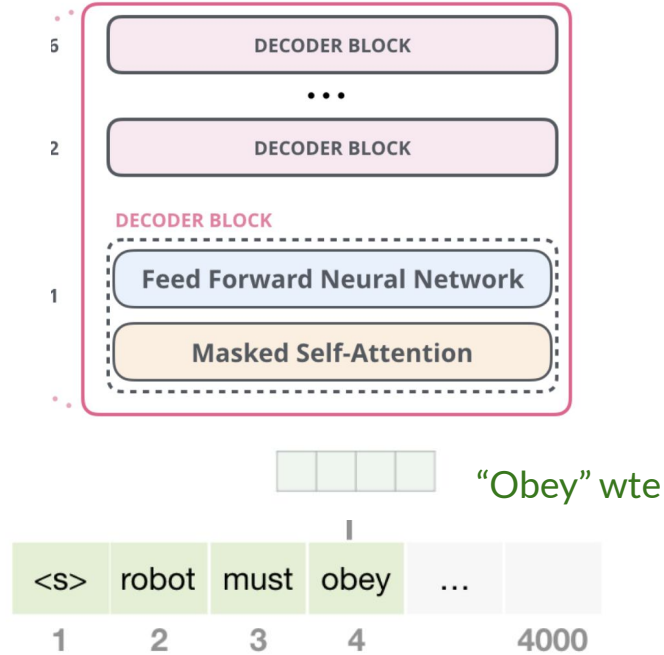 6 DECODER BLOCK
...
2 DECODER BLOCK
DECODER BLOCK
Feed Forward Neural Network
1
Masked Self-Attention
“Obey” wte
<s> robot must obey ...
1 2 3 4 4000